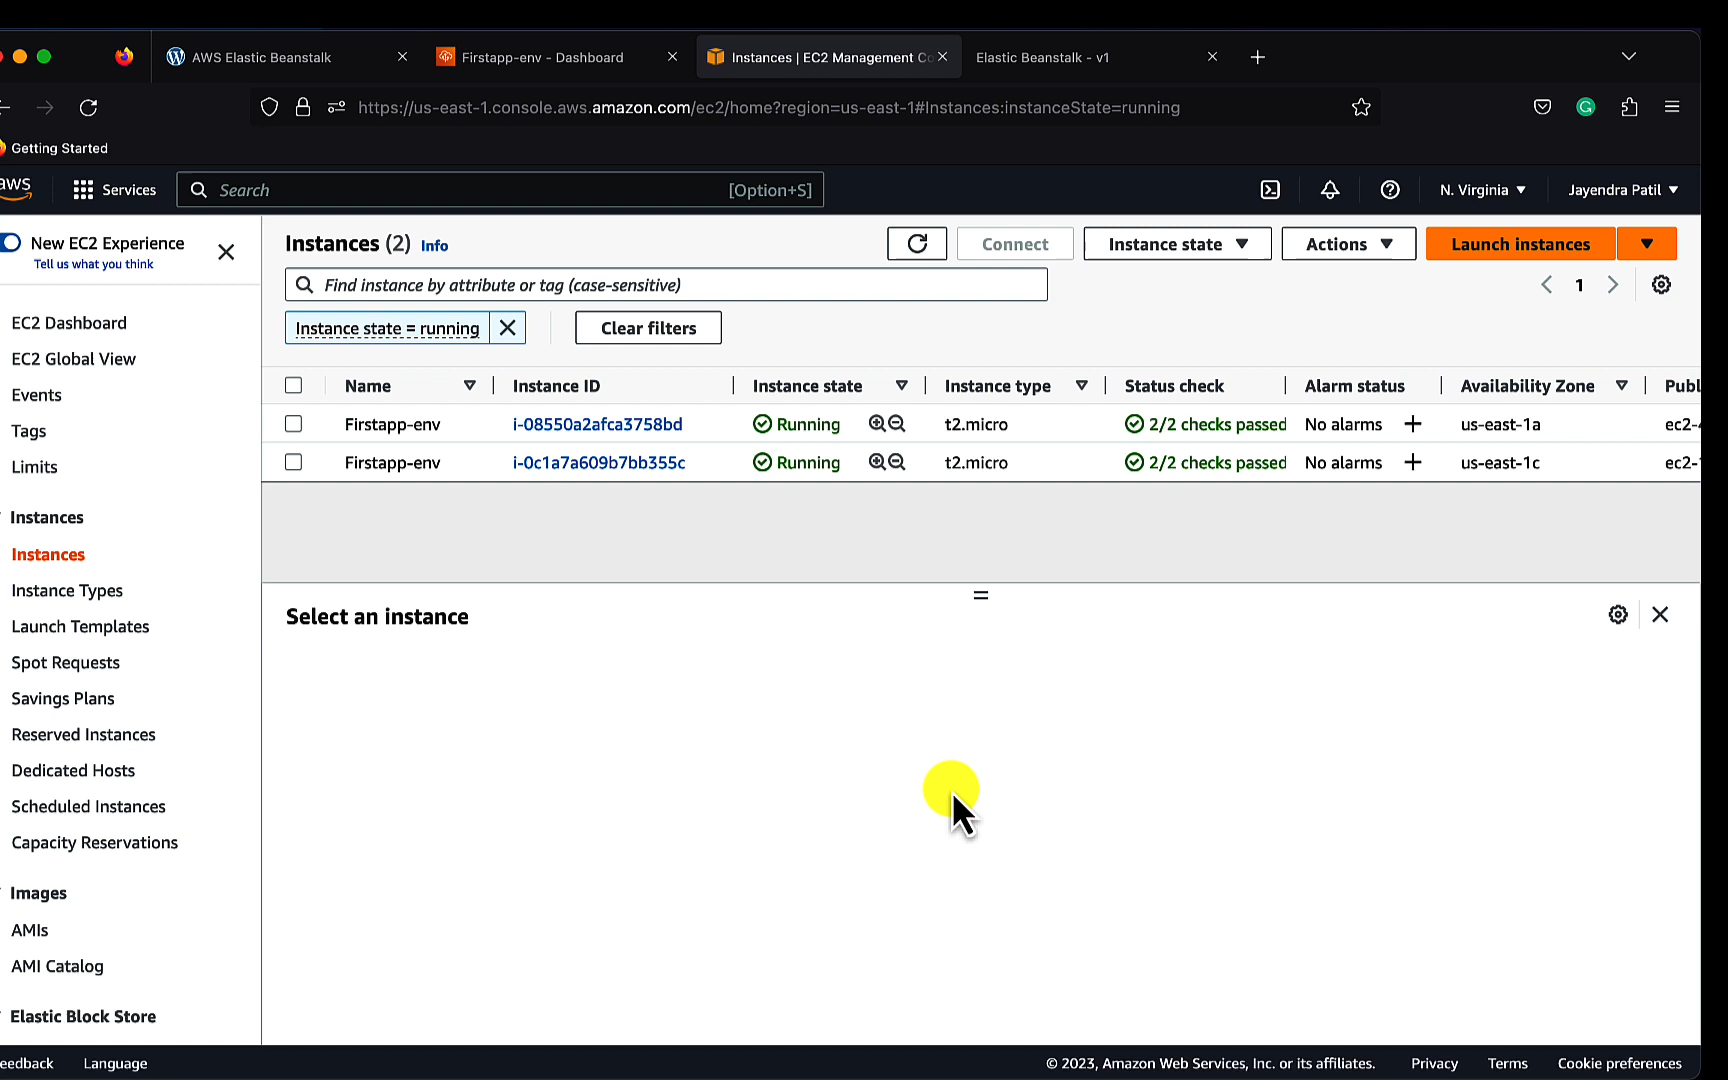 AWS Elastic Beanstalk
Firstapp-env - Dashboard
Instances | EC2 Management Co
Elastic Beanstalk - v1
https://us-east-1.console.aws.amazon.com/ec2/home?region=us-east-1#Instances:instanceState=running
Getting Started
aws
Services
Search
[Option+S]
N. Virginia
Jayendra Patil
New EC2 Experience
Tell us what you think
EC2 Dashboard
EC2 Global View
Events
Tags
Limits
Instances
Instances
Instance Types
Launch Templates
Spot Requests
Savings Plans
Reserved Instances
Dedicated Hosts
Scheduled Instances
Capacity Reservations
Images
AMIs
AMI Catalog
Elastic Block Store
Instances (2) Info
Connect
Instance state
Actions
Launch instances
Find instance by attribute or tag (case-sensitive)
1
Instance state = running
Clear filters
Name Instance ID Instance state Instance type Status check Alarm status Availability Zone Publ
Firstapp-env i-08550a2afca3758bd Running t2.micro 2/2 checks passed No alarms + us-east-1a ec2-4
Firstapp-env i-0c1a7a609b7bb355c Running t2.micro 2/2 checks passed No alarms + us-east-1c ec2-1
Select an instance
eedback
Language
© 2023, Amazon Web Services, Inc. or its affiliates.
Privacy
Terms
Cookie preferences